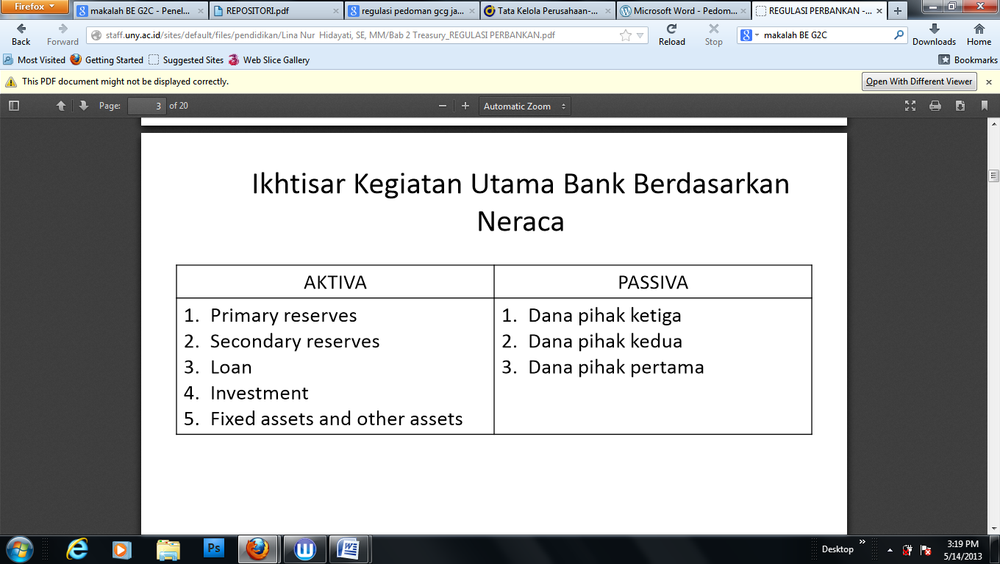 Firefox
makalah BE G2C - Penel...
REPOSITORI.pdf
regulasi pedoman gcg ja...
Tata Kelola Perusahaan-...
Microsoft Word - Pedom...
REGULASI PERBANKAN -...
Back
Forward
staff.uny.ac.id/sites/default/files/pendidikan/Lina Nur Hidayati, SE, MM/Bab 2 Treasury_REGULASI PERBANKAN.pdf
Reload
Stop
makalah BE G2C
Downloads
Home
Most Visited
Getting Started
Suggested Sites
Web Slice Gallery
Bookmarks
This PDF document might not be displayed correctly.
Open With Different Viewer
Page: 3 of 20
Automatic Zoom
Ikhtisar Kegiatan Utama Bank Berdasarkan
Neraca
AKTIVA
1. Primary reserves
2. Secondary reserves
3. Loan
4. Investment
5. Fixed assets and other assets
PASSIVA
1. Dana pihak ketiga
2. Dana pihak kedua
3. Dana pihak pertama
Ps
Desktop
3:19 PM
5/14/2013